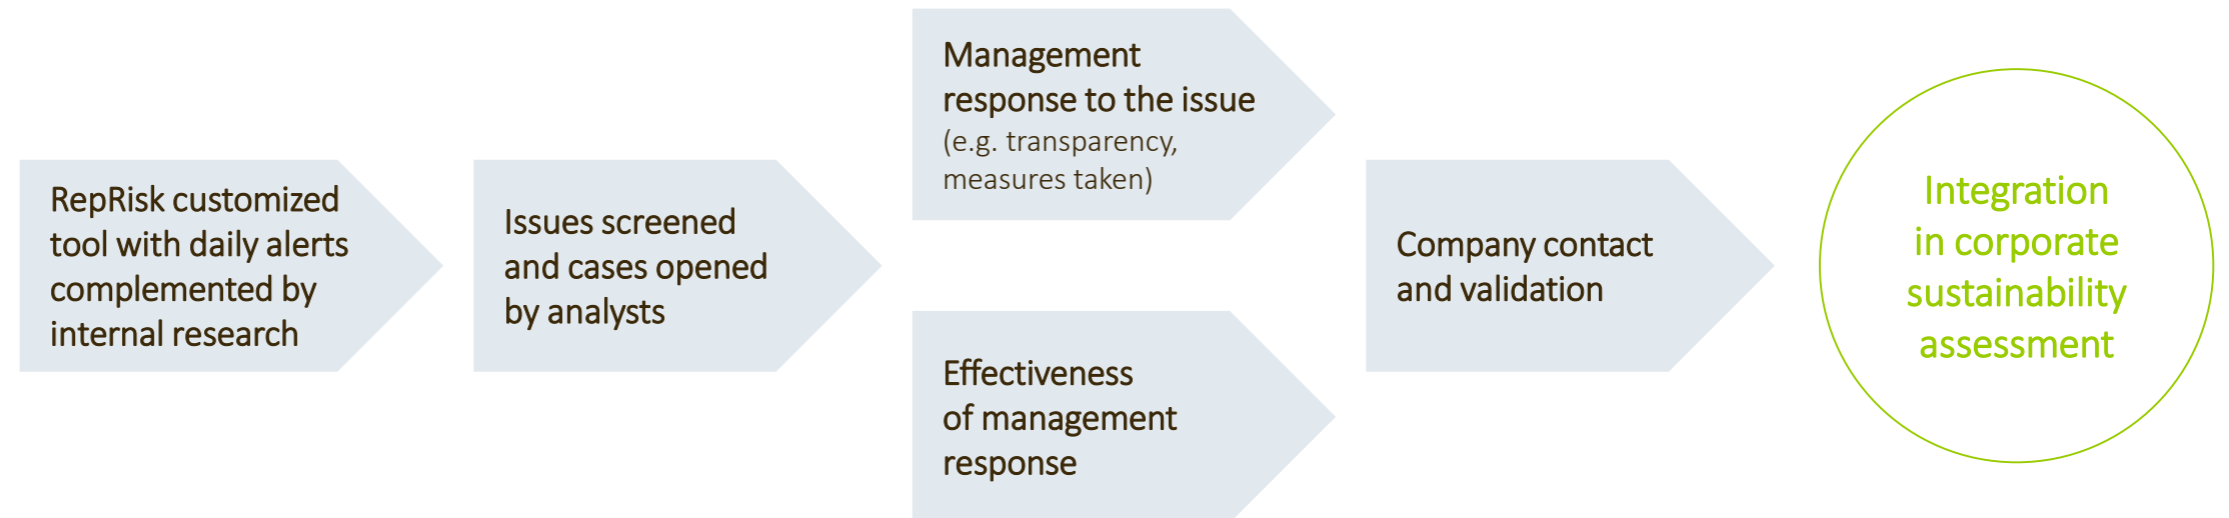 RepRisk customized
tool with daily alerts
complemented by
internal research
Issues screened
and cases opened
by analysts
Management
response to the issue
(e.g. transparency,
measures taken)
Effectiveness
of management
response
Company contact
and validation
Integration
in corporate
sustainability
assessment